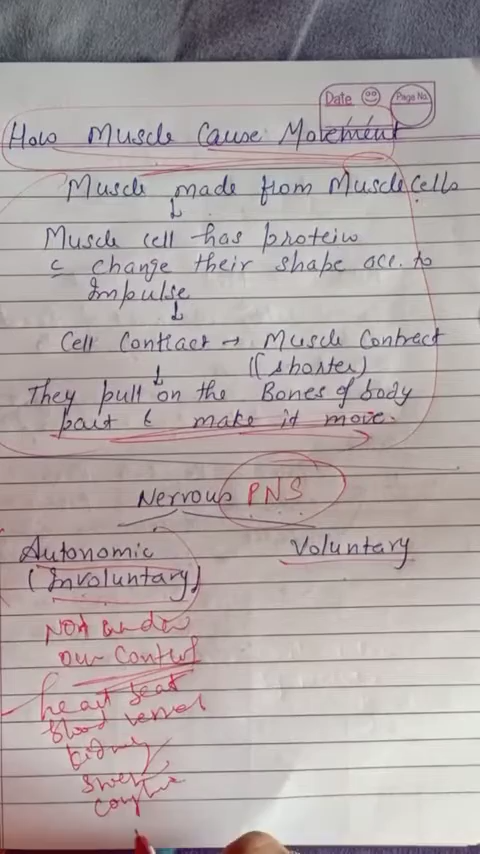 Date
Page No.
How Muscle Cause Movement
Muscle made from Muscle Cells
↓
Muscle cell has protein
c change their shape acc. to
Impulse
↓
Cell Contract → Muscle Contract
(shorter)
↓
They pull on the Bones of body
part & make it move.
Nervous PNS
Autonomic
(Involuntary)
Voluntary
Not under
our Control
heart beat
Blood vessel
Kidney